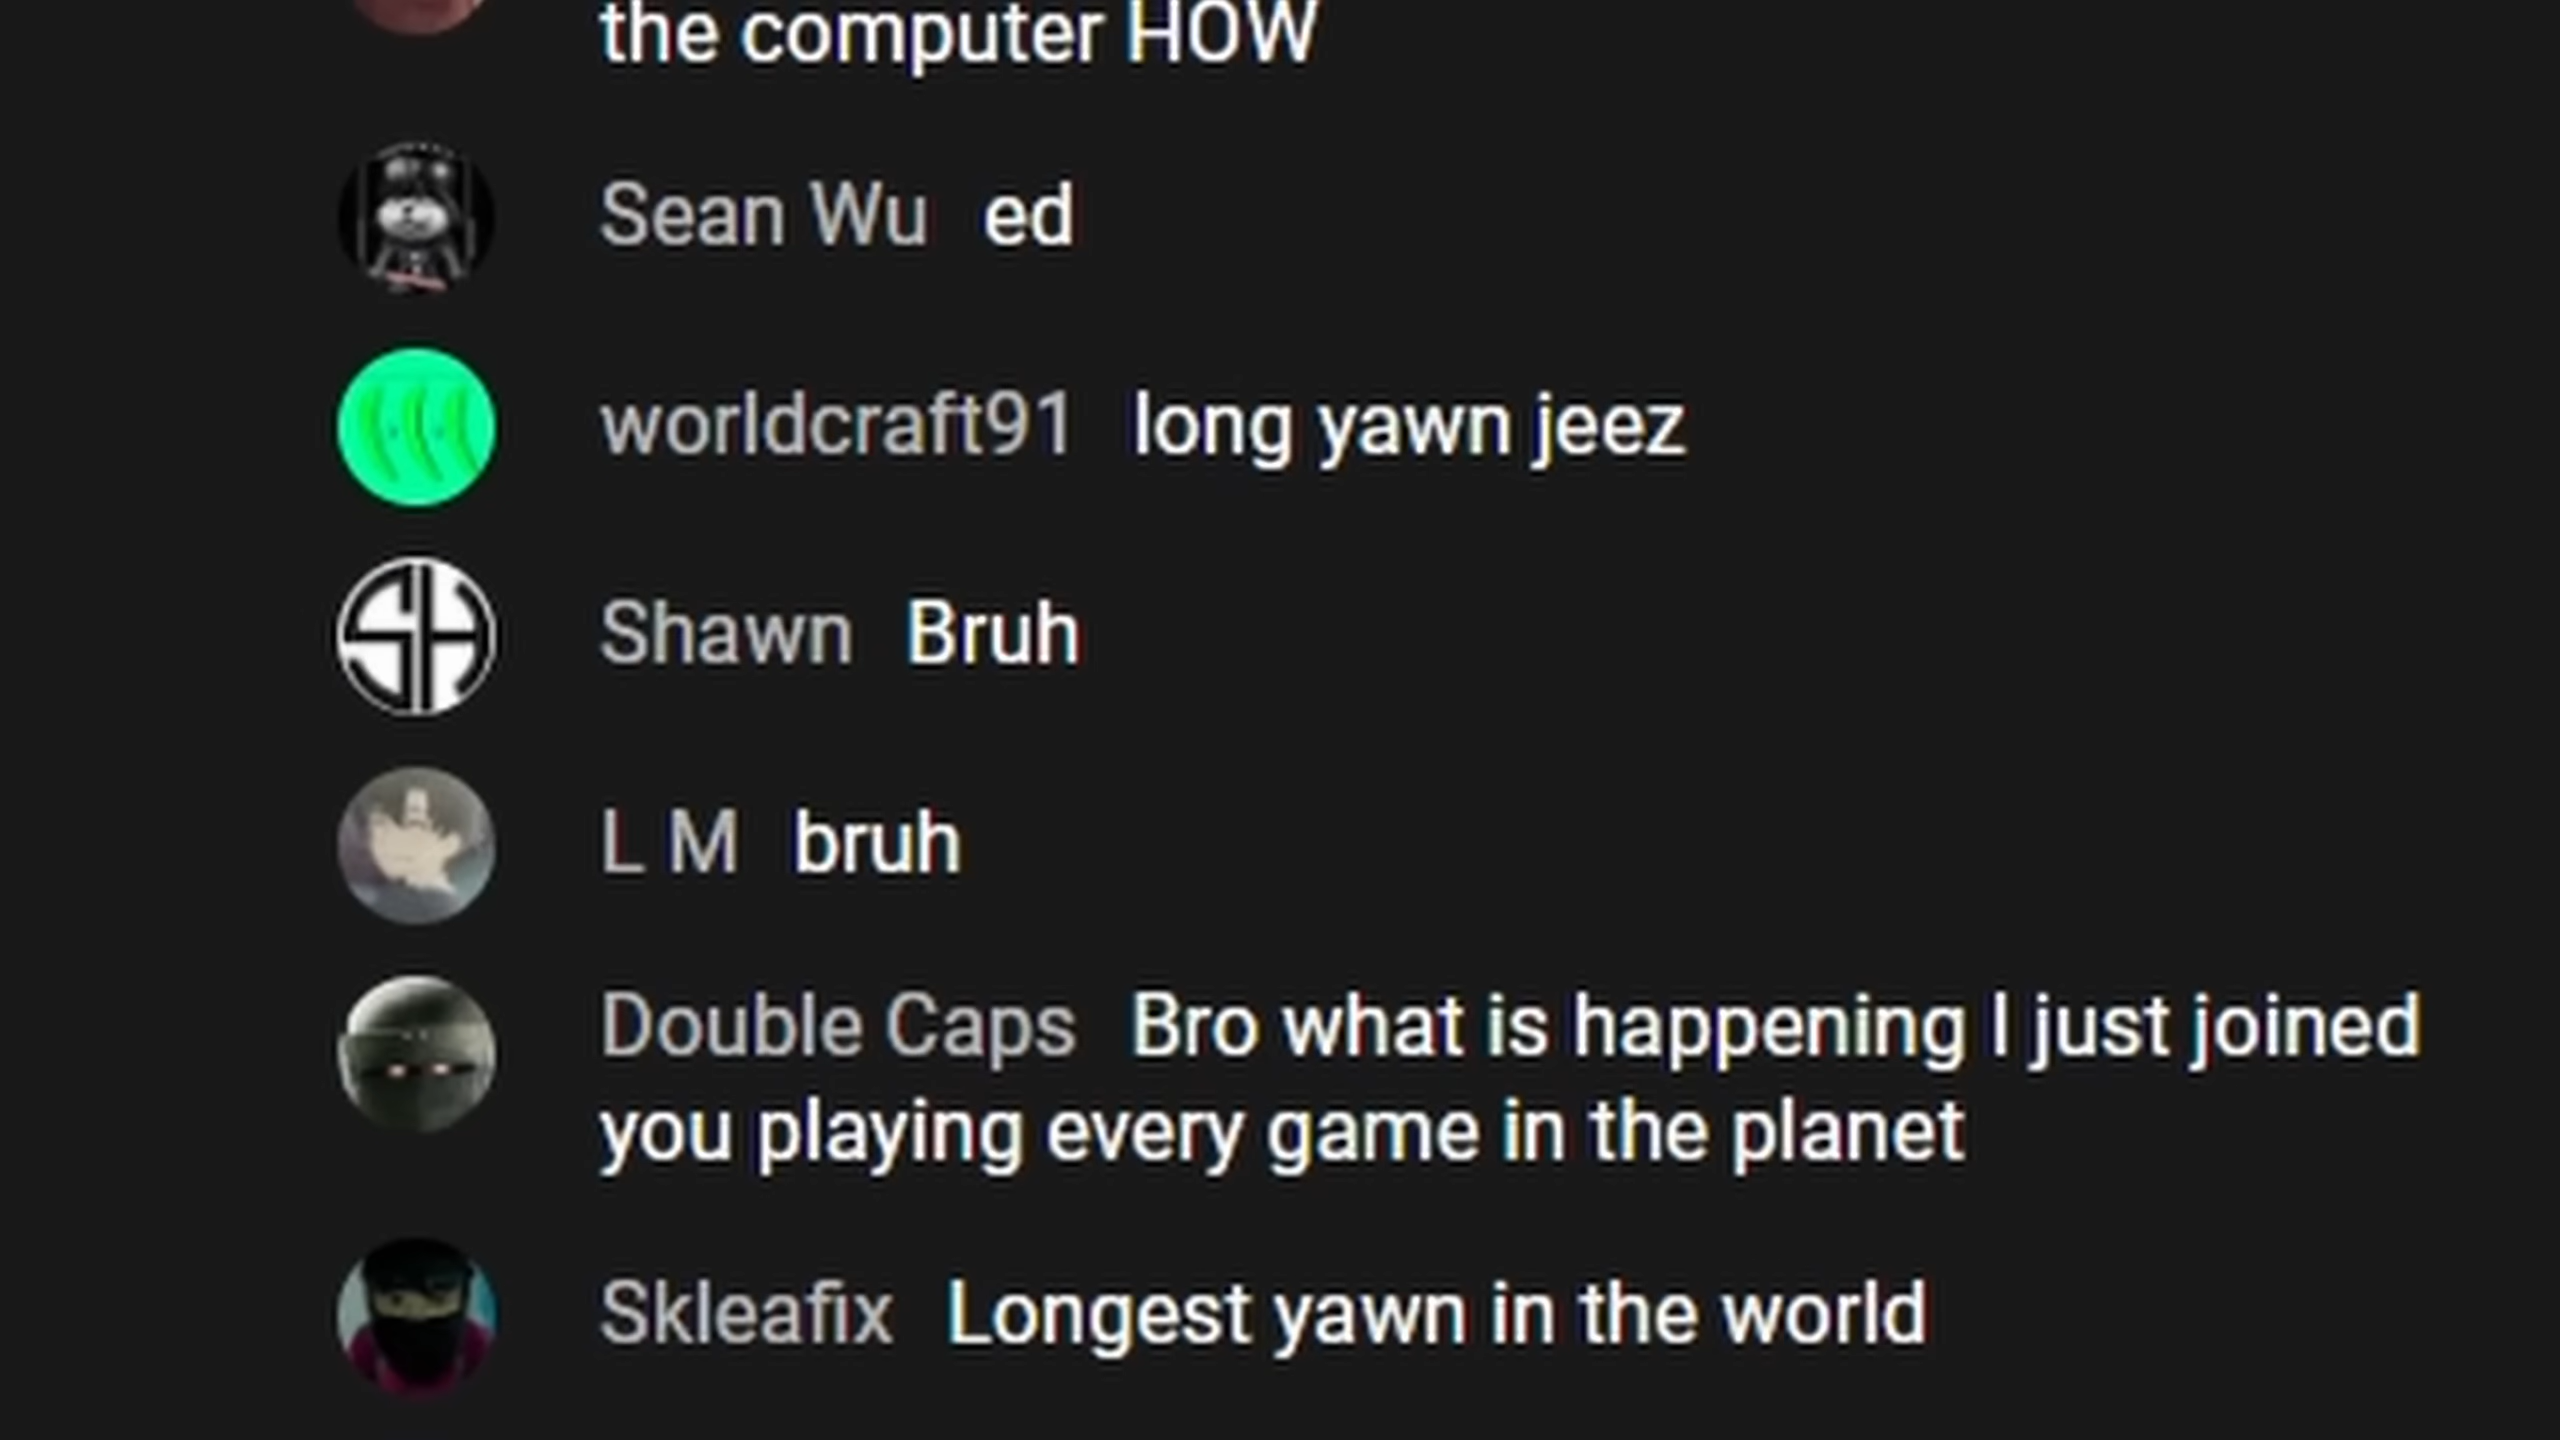 the computer HOW
Sean Wu ed
worldcraft91 long yawn jeez
Shawn Bruh
L M bruh
Double Caps Bro what is happening I just joined
you playing every game in the planet
Skleafix Longest yawn in the world